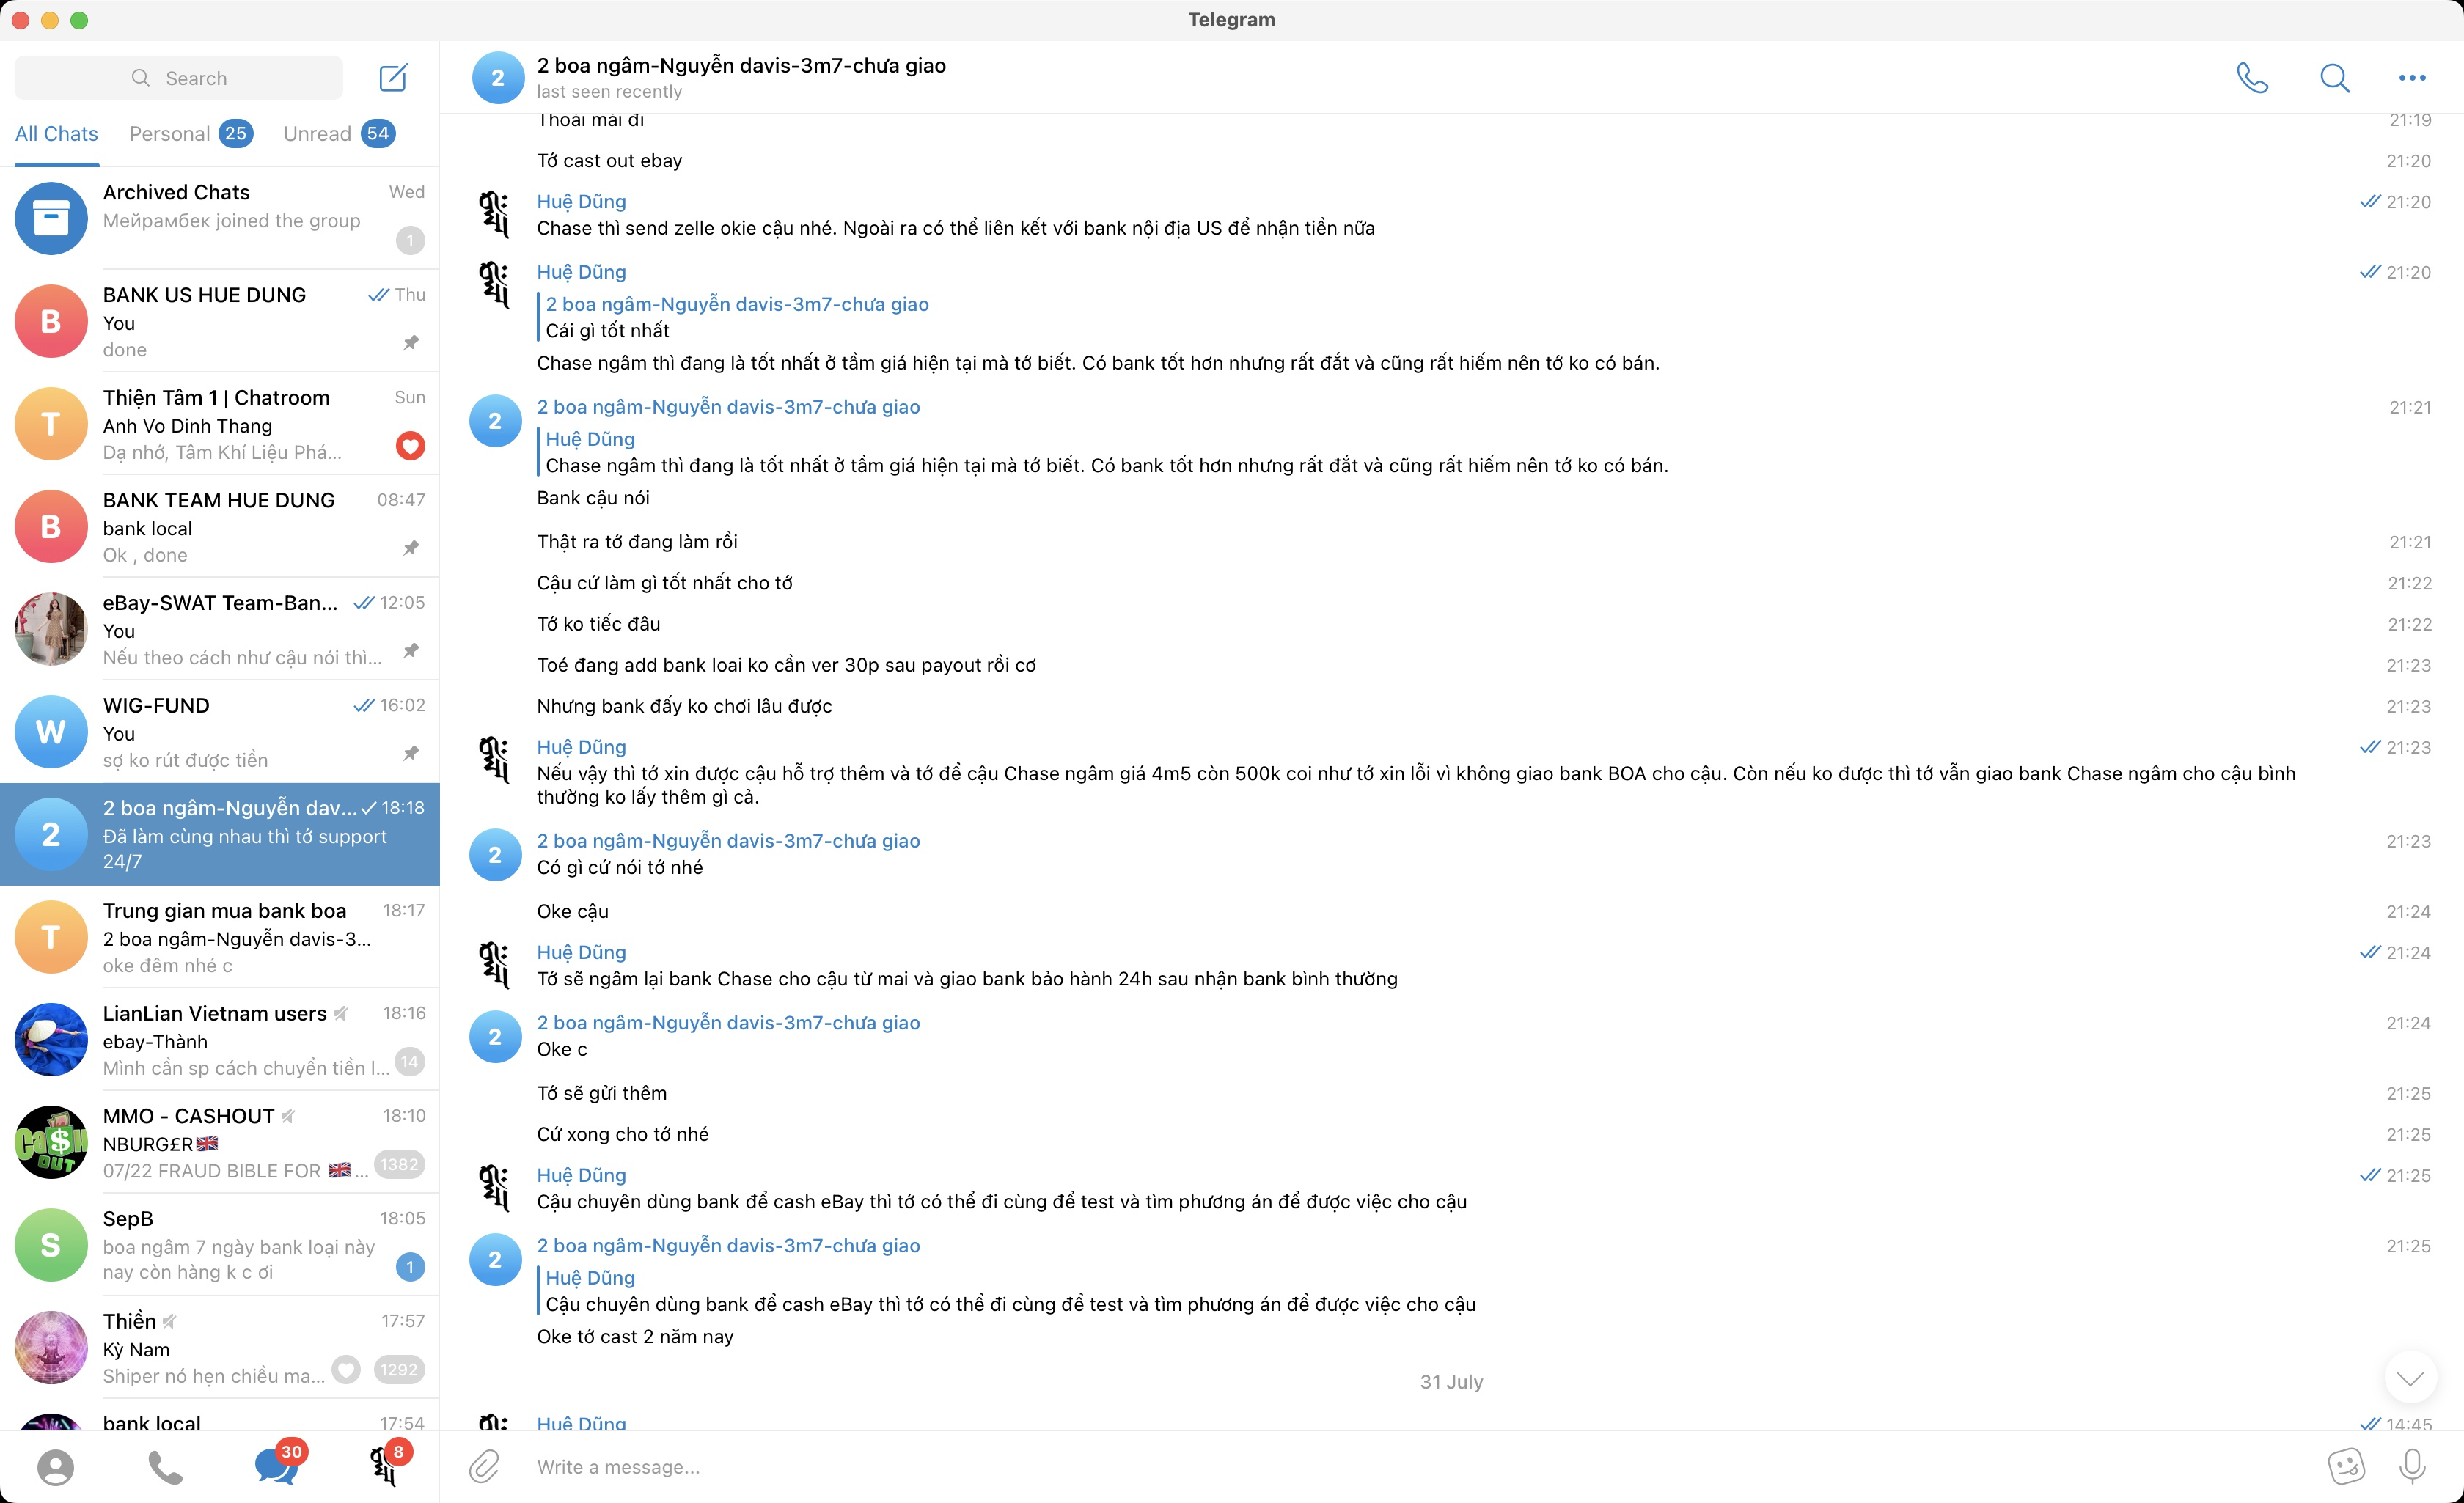 Telegram
Search
All Chats
Personal 25
Unread 54
Archived Chats
Wed
Мейрамбек joined the group
1
BANK US HUE DUNG
Thu
You
done
Thiện Tâm 1 | Chatroom
Sun
Anh Vo Dinh Thang
Dạ nhớ, Tâm Khí Liệu Phá...
BANK TEAM HUE DUNG
08:47
bank local
Ok , done
eBay-SWAT Team-Ban...
12:05
You
Nếu theo cách như cậu nói thì...
WIG-FUND
16:02
You
sợ ko rút được tiền
2 boa ngâm-Nguyễn dav...
18:18
Đã làm cùng nhau thì tớ support
24/7
Trung gian mua bank boa
18:17
2 boa ngâm-Nguyễn davis-3...
oke đêm nhé c
LianLian Vietnam users
18:16
ebay-Thành
Mình cần sp cách chuyển tiền l...
14
MMO - CASHOUT
18:10
NBURG£R🇬🇧
07/22 FRAUD BIBLE FOR 🇬🇧 ...
1382
CASH
OUT
SepB
18:05
boa ngâm 7 ngày bank loại này
nay còn hàng k c ơi
1
Thiền
17:57
Kỳ Nam
Shiper nó hẹn chiều ma...
1292
bank local
17:54
30
8
2 boa ngâm-Nguyễn davis-3m7-chưa giao
last seen recently
Thoải mái đi
21:19
Tớ cast out ebay
21:20
Huệ Dũng
21:20
Chase thì send zelle okie cậu nhé. Ngoài ra có thể liên kết với bank nội địa US để nhận tiền nữa
Huệ Dũng
21:20
2 boa ngâm-Nguyễn davis-3m7-chưa giao
Cái gì tốt nhất
Chase ngâm thì đang là tốt nhất ở tầm giá hiện tại mà tớ biết. Có bank tốt hơn nhưng rất đắt và cũng rất hiếm nên tớ ko có bán.
2 boa ngâm-Nguyễn davis-3m7-chưa giao
21:21
Huệ Dũng
Chase ngâm thì đang là tốt nhất ở tầm giá hiện tại mà tớ biết. Có bank tốt hơn nhưng rất đắt và cũng rất hiếm nên tớ ko có bán.
Bank cậu nói
Thật ra tớ đang làm rồi
21:21
Cậu cứ làm gì tốt nhất cho tớ
21:22
Tớ ko tiếc đâu
21:22
Toé đang add bank loai ko cần ver 30p sau payout rồi cơ
21:23
Nhưng bank đấy ko chơi lâu được
21:23
Huệ Dũng
21:23
Nếu vậy thì tớ xin được cậu hỗ trợ thêm và tớ để cậu Chase ngâm giá 4m5 còn 500k coi như tớ xin lỗi vì không giao bank BOA cho cậu. Còn nếu ko được thì tớ vẫn giao bank Chase ngâm cho cậu bình
thường ko lấy thêm gì cả.
2 boa ngâm-Nguyễn davis-3m7-chưa giao
21:23
Có gì cứ nói tớ nhé
Oke cậu
21:24
Huệ Dũng
21:24
Tớ sẽ ngâm lại bank Chase cho cậu từ mai và giao bank bảo hành 24h sau nhận bank bình thường
2 boa ngâm-Nguyễn davis-3m7-chưa giao
21:24
Oke c
Tớ sẽ gửi thêm
21:25
Cứ xong cho tớ nhé
21:25
Huệ Dũng
21:25
Cậu chuyên dùng bank để cash eBay thì tớ có thể đi cùng để test và tìm phương án để được việc cho cậu
2 boa ngâm-Nguyễn davis-3m7-chưa giao
21:25
Huệ Dũng
Cậu chuyên dùng bank để cash eBay thì tớ có thể đi cùng để test và tìm phương án để được việc cho cậu
Oke tớ cast 2 năm nay
31 July
Huệ Dũng
14:45
Write a message...